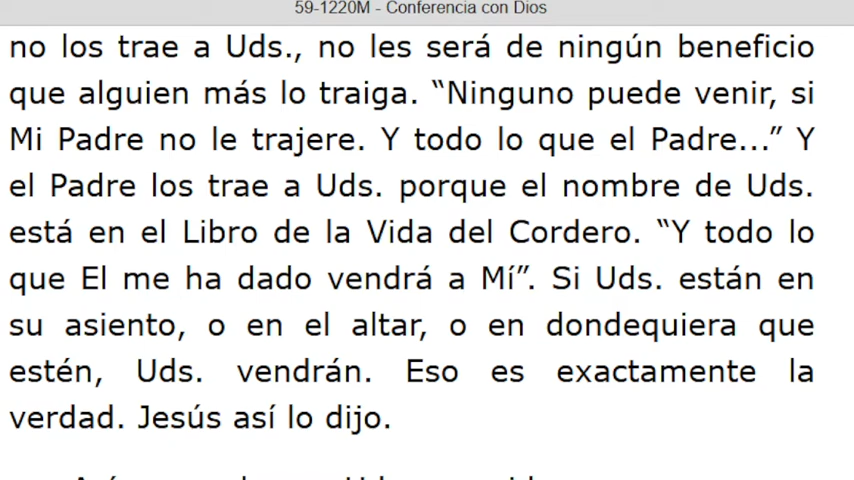 59-1220M - Conferencia con Dios
no los trae a Uds., no les será de ningún beneficio
que alguien más lo traiga. “Ninguno puede venir, si
Mi Padre no le trajere. Y todo lo que el Padre...” Y
el Padre los trae a Uds. porque el nombre de Uds.
está en el Libro de la Vida del Cordero. “Y todo lo
que El me ha dado vendrá a Mí”. Si Uds. están en
su asiento, o en el altar, o en dondequiera que
estén, Uds. vendrán. Eso es exactamente la
verdad. Jesús así lo dijo.